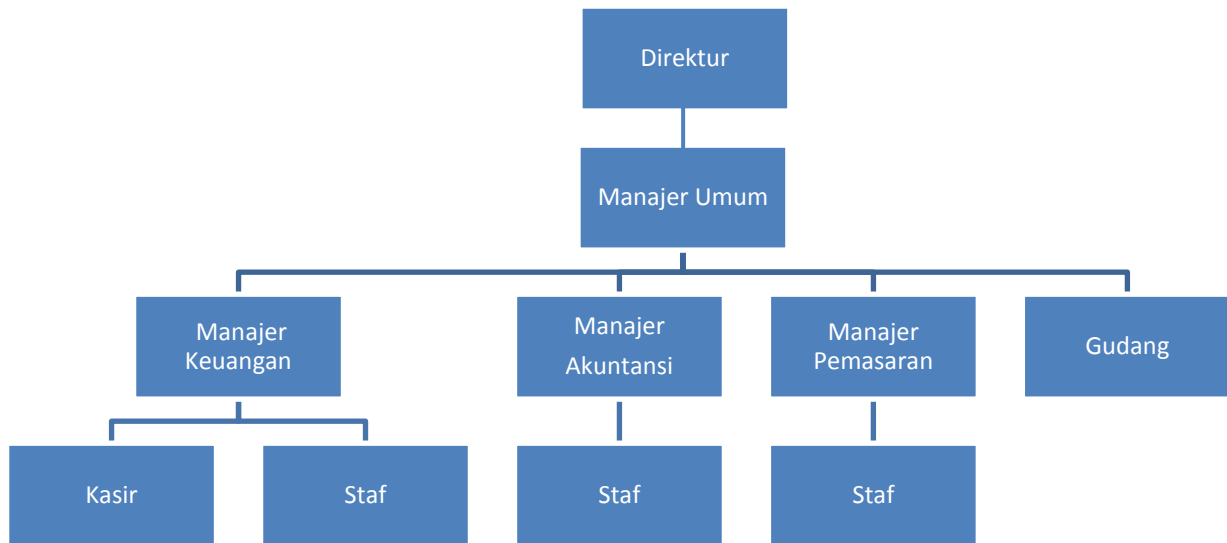 Direktur
Manajer Umum
Manajer
Keuangan
Manajer
Akuntansi
Manajer
Pemasaran
Gudang
Kasir
Staf
Staf
Staf